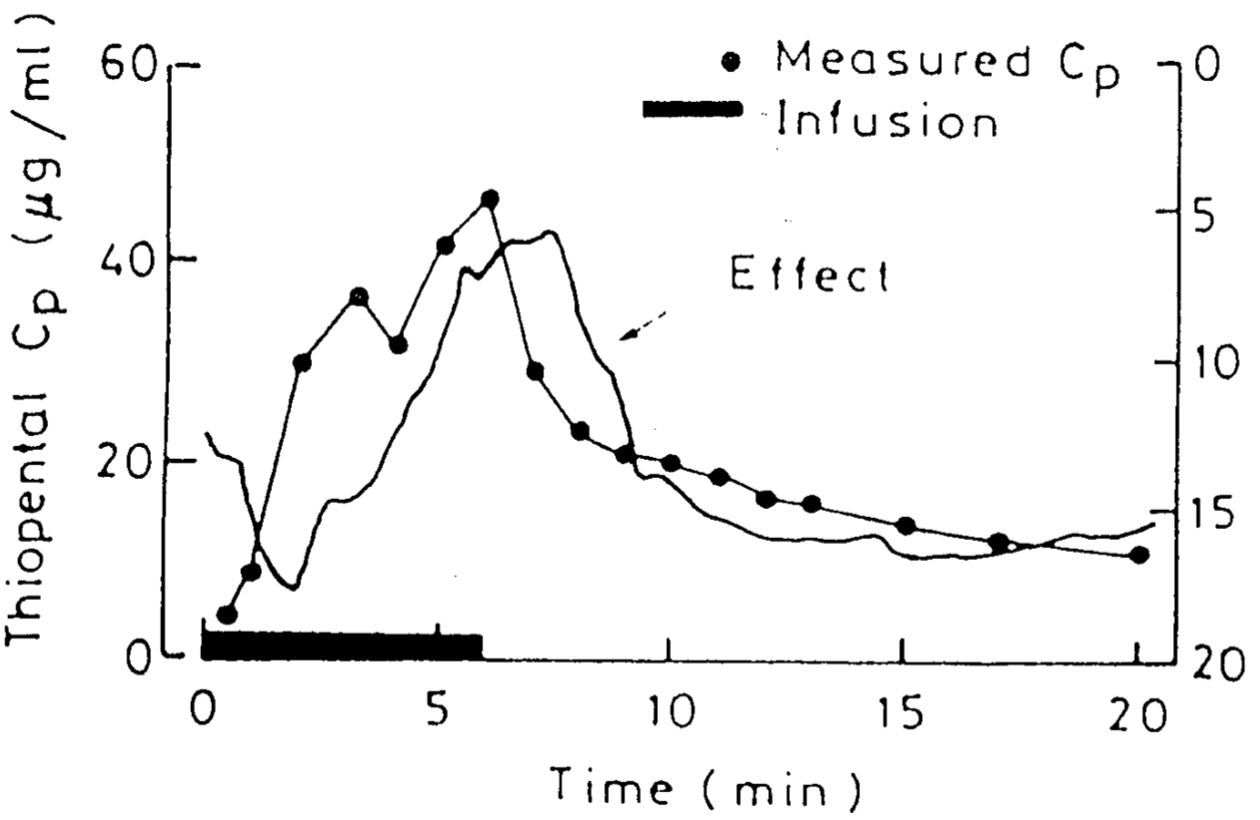 Thiopental Cp (μg/ml)
60
40
20
0
● Measured Cp
Infusion
Effect
0
5
10
15
20
0
5
10
15
20
Time (min)